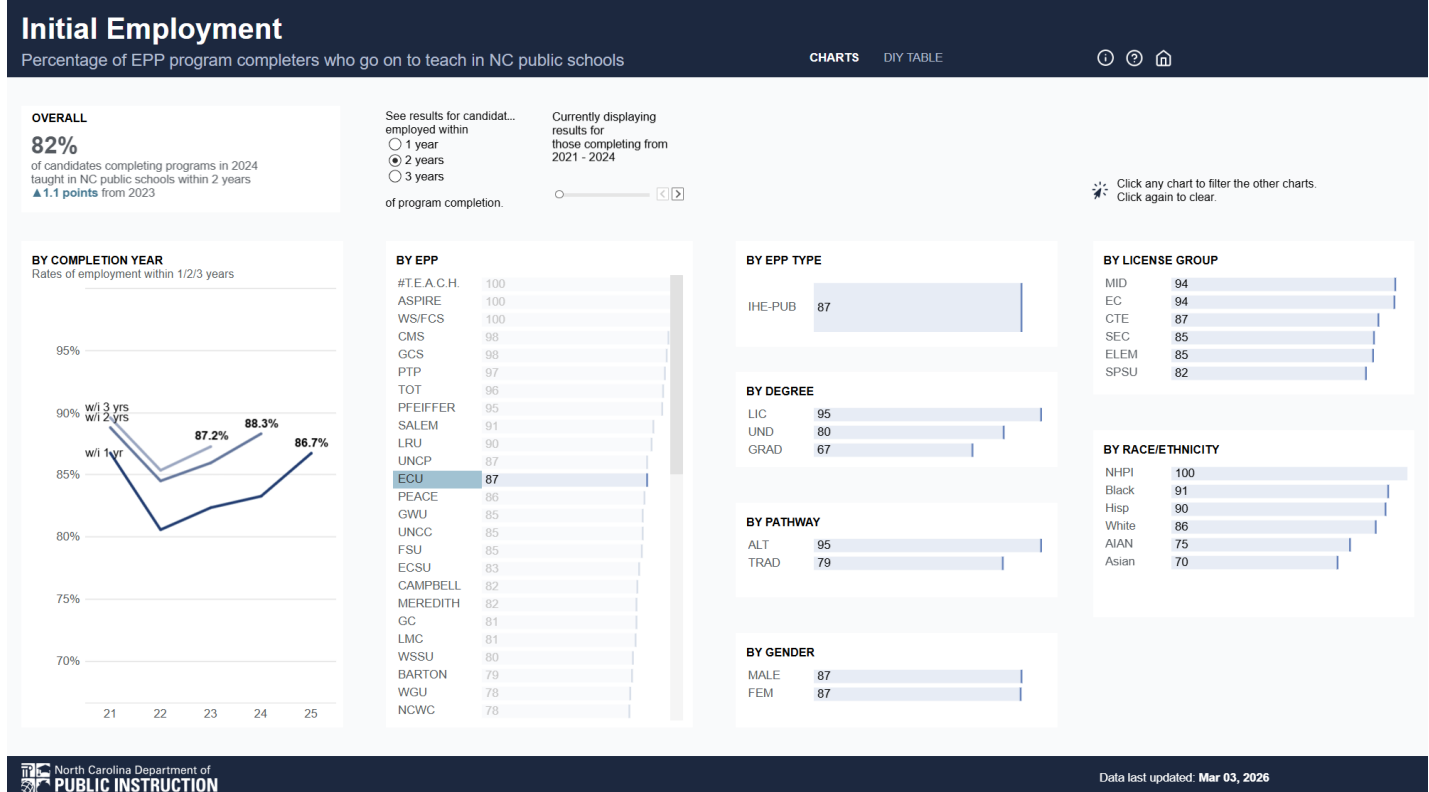 Initial Employment
Percentage of EPP program completers who go on to teach in NC public schools
CHARTS DIY TABLE
OVERALL
82%
of candidates completing programs in 2024
taught in NC public schools within 2 years
▲1.1 points from 2023
See results for candidat...
employed within
1 year
2 years
3 years
of program completion.
Currently displaying
results for
those completing from
2021 - 2024
Click any chart to filter the other charts.
Click again to clear.
BY COMPLETION YEAR
Rates of employment within 1/2/3 years
95%
90%
85%
80%
75%
70%
w/i 3 yrs
w/i 2 yrs
w/i 1 yr
87.2%
88.3%
86.7%
21 22 23 24 25
BY EPP
#T.E.A.C.H. 100
ASPIRE 100
WS/FCS 100
CMS 98
GCS 98
PTP 97
TOT 96
PFEIFFER 95
SALEM 91
LRU 90
UNCP 87
ECU 87
PEACE 86
GWU 85
UNCC 85
FSU 85
ECSU 83
CAMPBELL 82
MEREDITH 82
GC 81
LMC 81
WSSU 80
BARTON 79
WGU 78
NCWC 78
BY EPP TYPE
IHE-PUB 87
BY DEGREE
LIC 95
UND 80
GRAD 67
BY PATHWAY
ALT 95
TRAD 79
BY GENDER
MALE 87
FEM 87
BY LICENSE GROUP
MID 94
EC 94
CTE 87
SEC 85
ELEM 85
SPSU 82
BY RACE/ETHNICITY
NHPI 100
Black 91
Hisp 90
White 86
AIAN 75
Asian 70
North Carolina Department of
PUBLIC INSTRUCTION
Data last updated: Mar 03, 2026